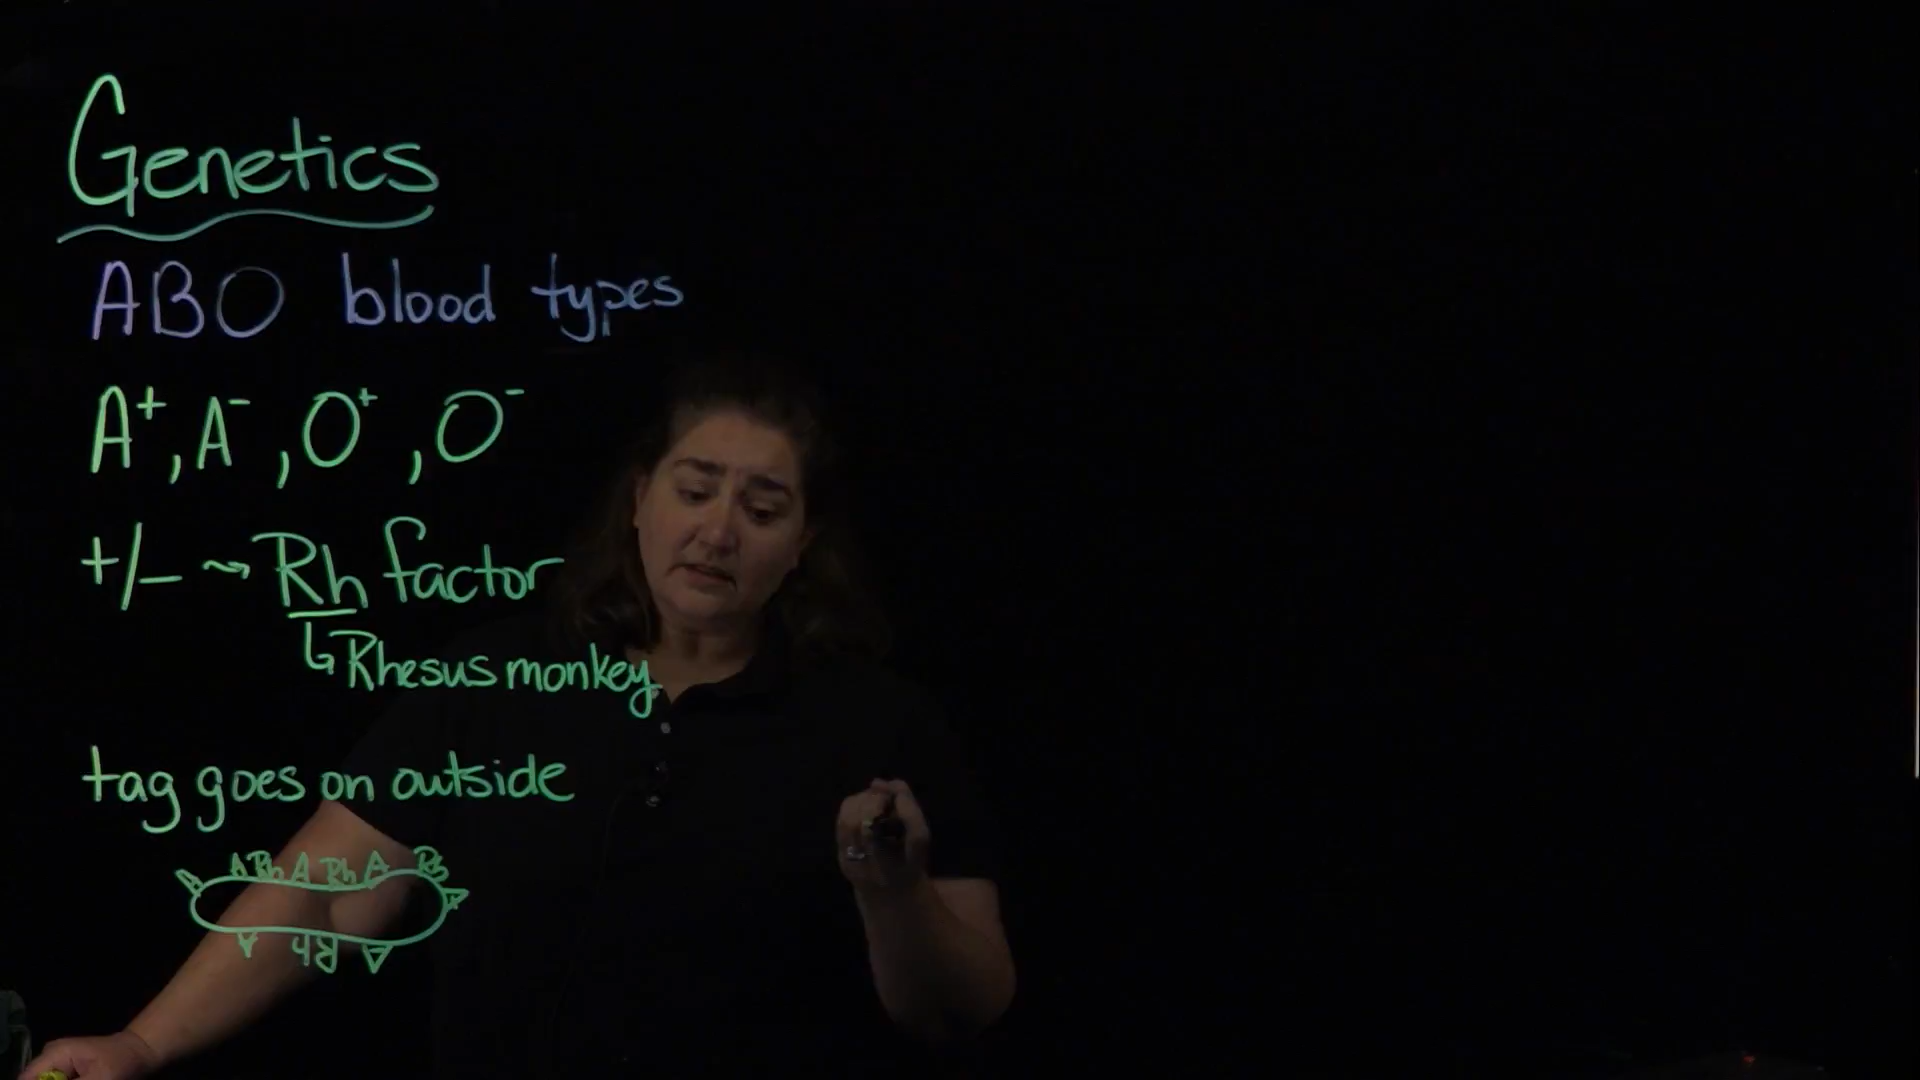 Genetics
ABO blood types
A⁺, A⁻, O⁺, O⁻
+/- ⇝ Rh factor
↳ Rhesus monkey
tag goes on outside
A A Rh A Rh A Rh A
A Rh A